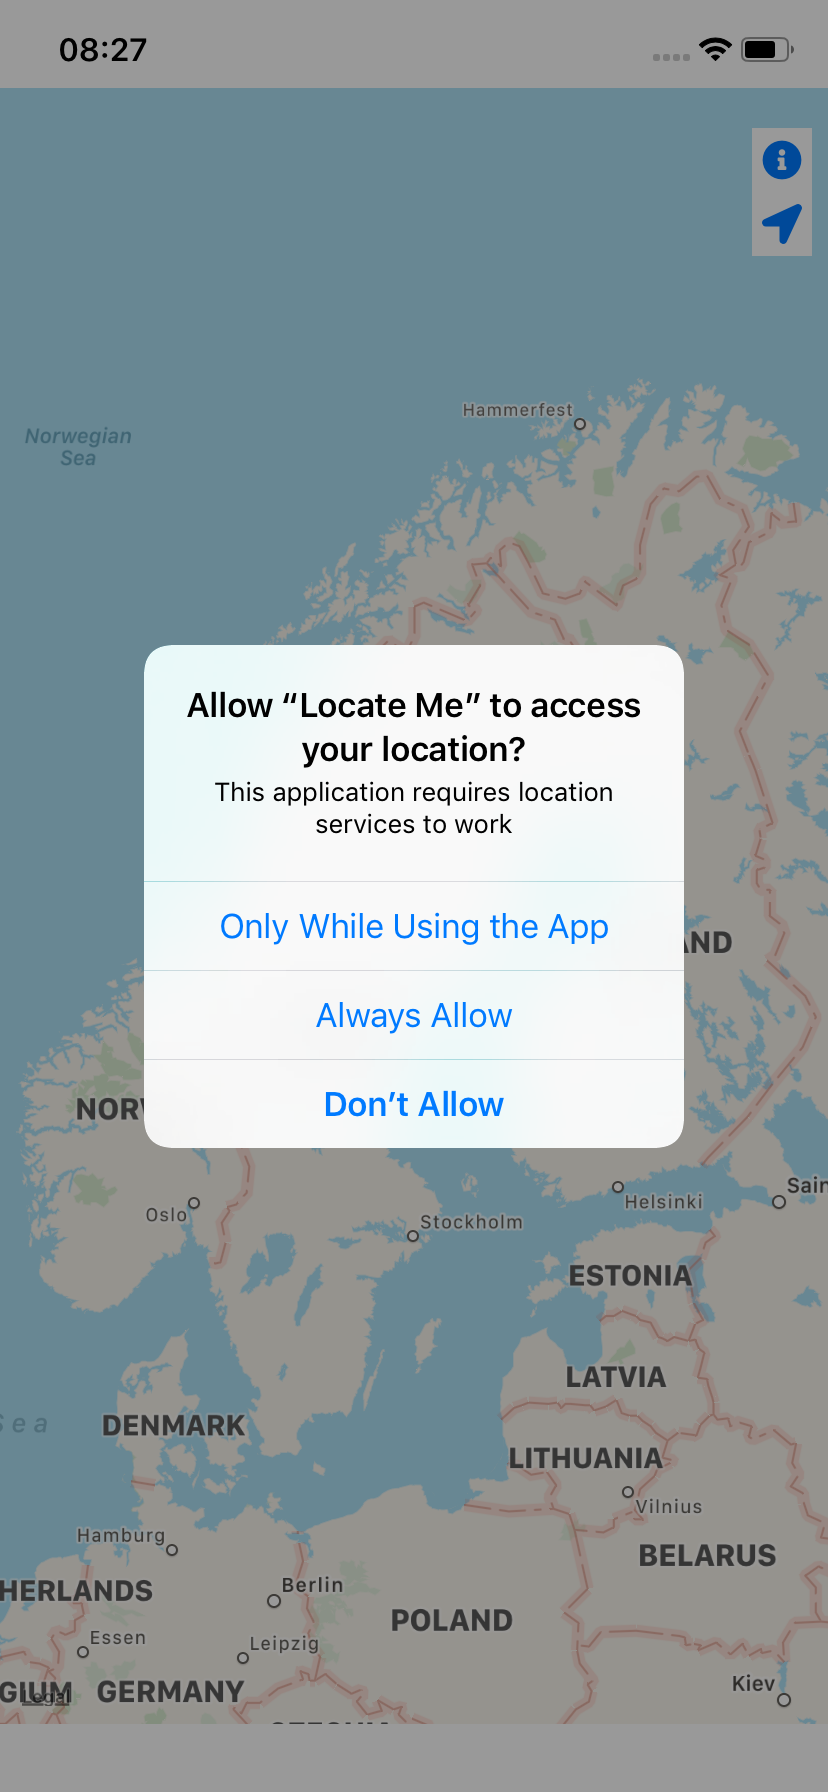 08:27
Hammerfest
Norwegian
Sea
Allow “Locate Me” to access
your location?
This application requires location
services to work
Only While Using the App
AND
Always Allow
Don’t Allow
NOR
Sain
Helsinki
Oslo
Stockholm
ESTONIA
LATVIA
Sea
DENMARK
LITHUANIA
Vilnius
Hamburg
BELARUS
Berlin
HERLANDS
POLAND
Essen
Leipzig
Kiev
GIUM
Legal
GERMANY